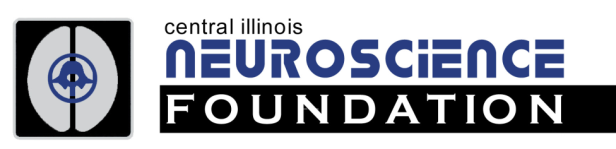 central illinois
NEUROSCiENCE
FOUNDATION